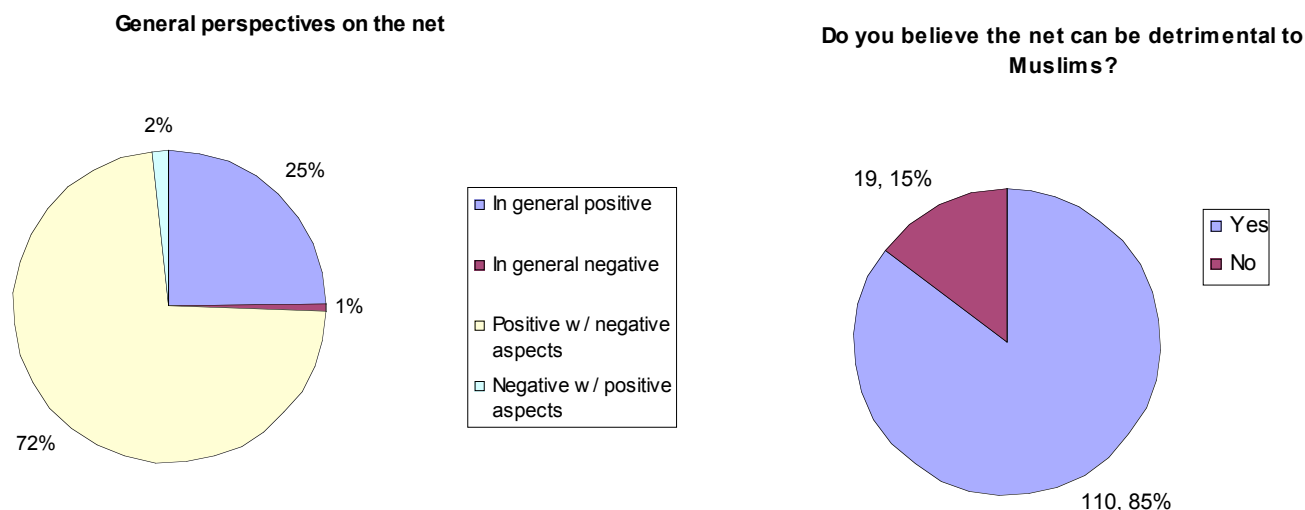 General perspectives on the net
2%
25%
1%
72%
In general positive
In general negative
Positive w/ negative
aspects
Negative w/ positive
aspects
Do you believe the net can be detrimental to
Muslims?
19, 15%
110, 85%
Yes
No